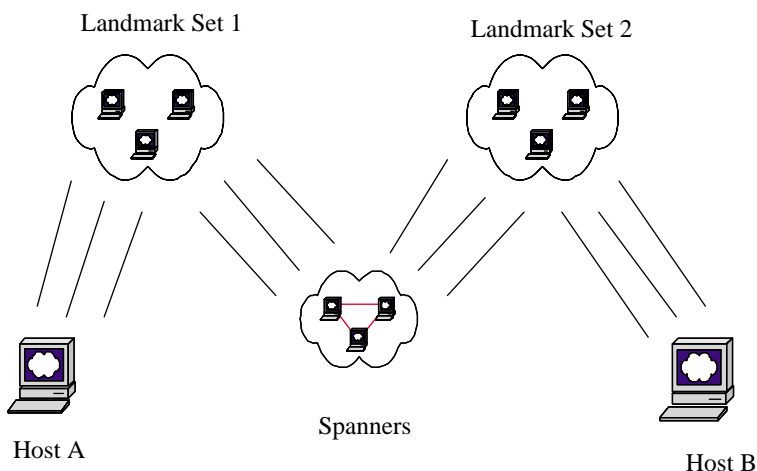 Landmark Set 1
Landmark Set 2
Spanners
Host A
Host B